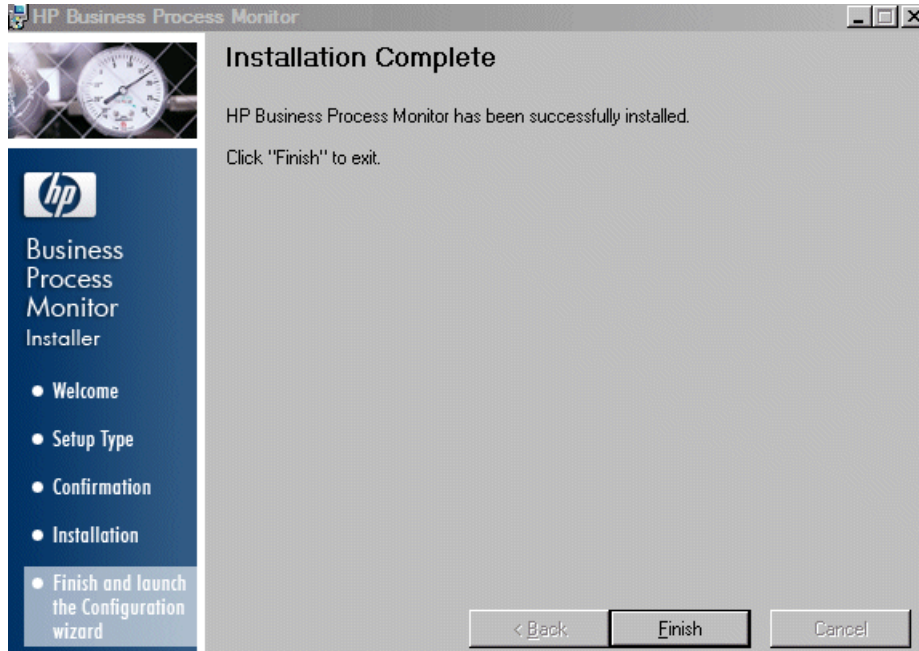 HP Business Process Monitor
Installation Complete
HP Business Process Monitor has been successfully installed.
Click "Finish" to exit.
hp
Business
Process
Monitor
Installer
Welcome
Setup Type
Confirmation
Installation
Finish and launch
the Configuration
wizard
< Back
Finish
Cancel